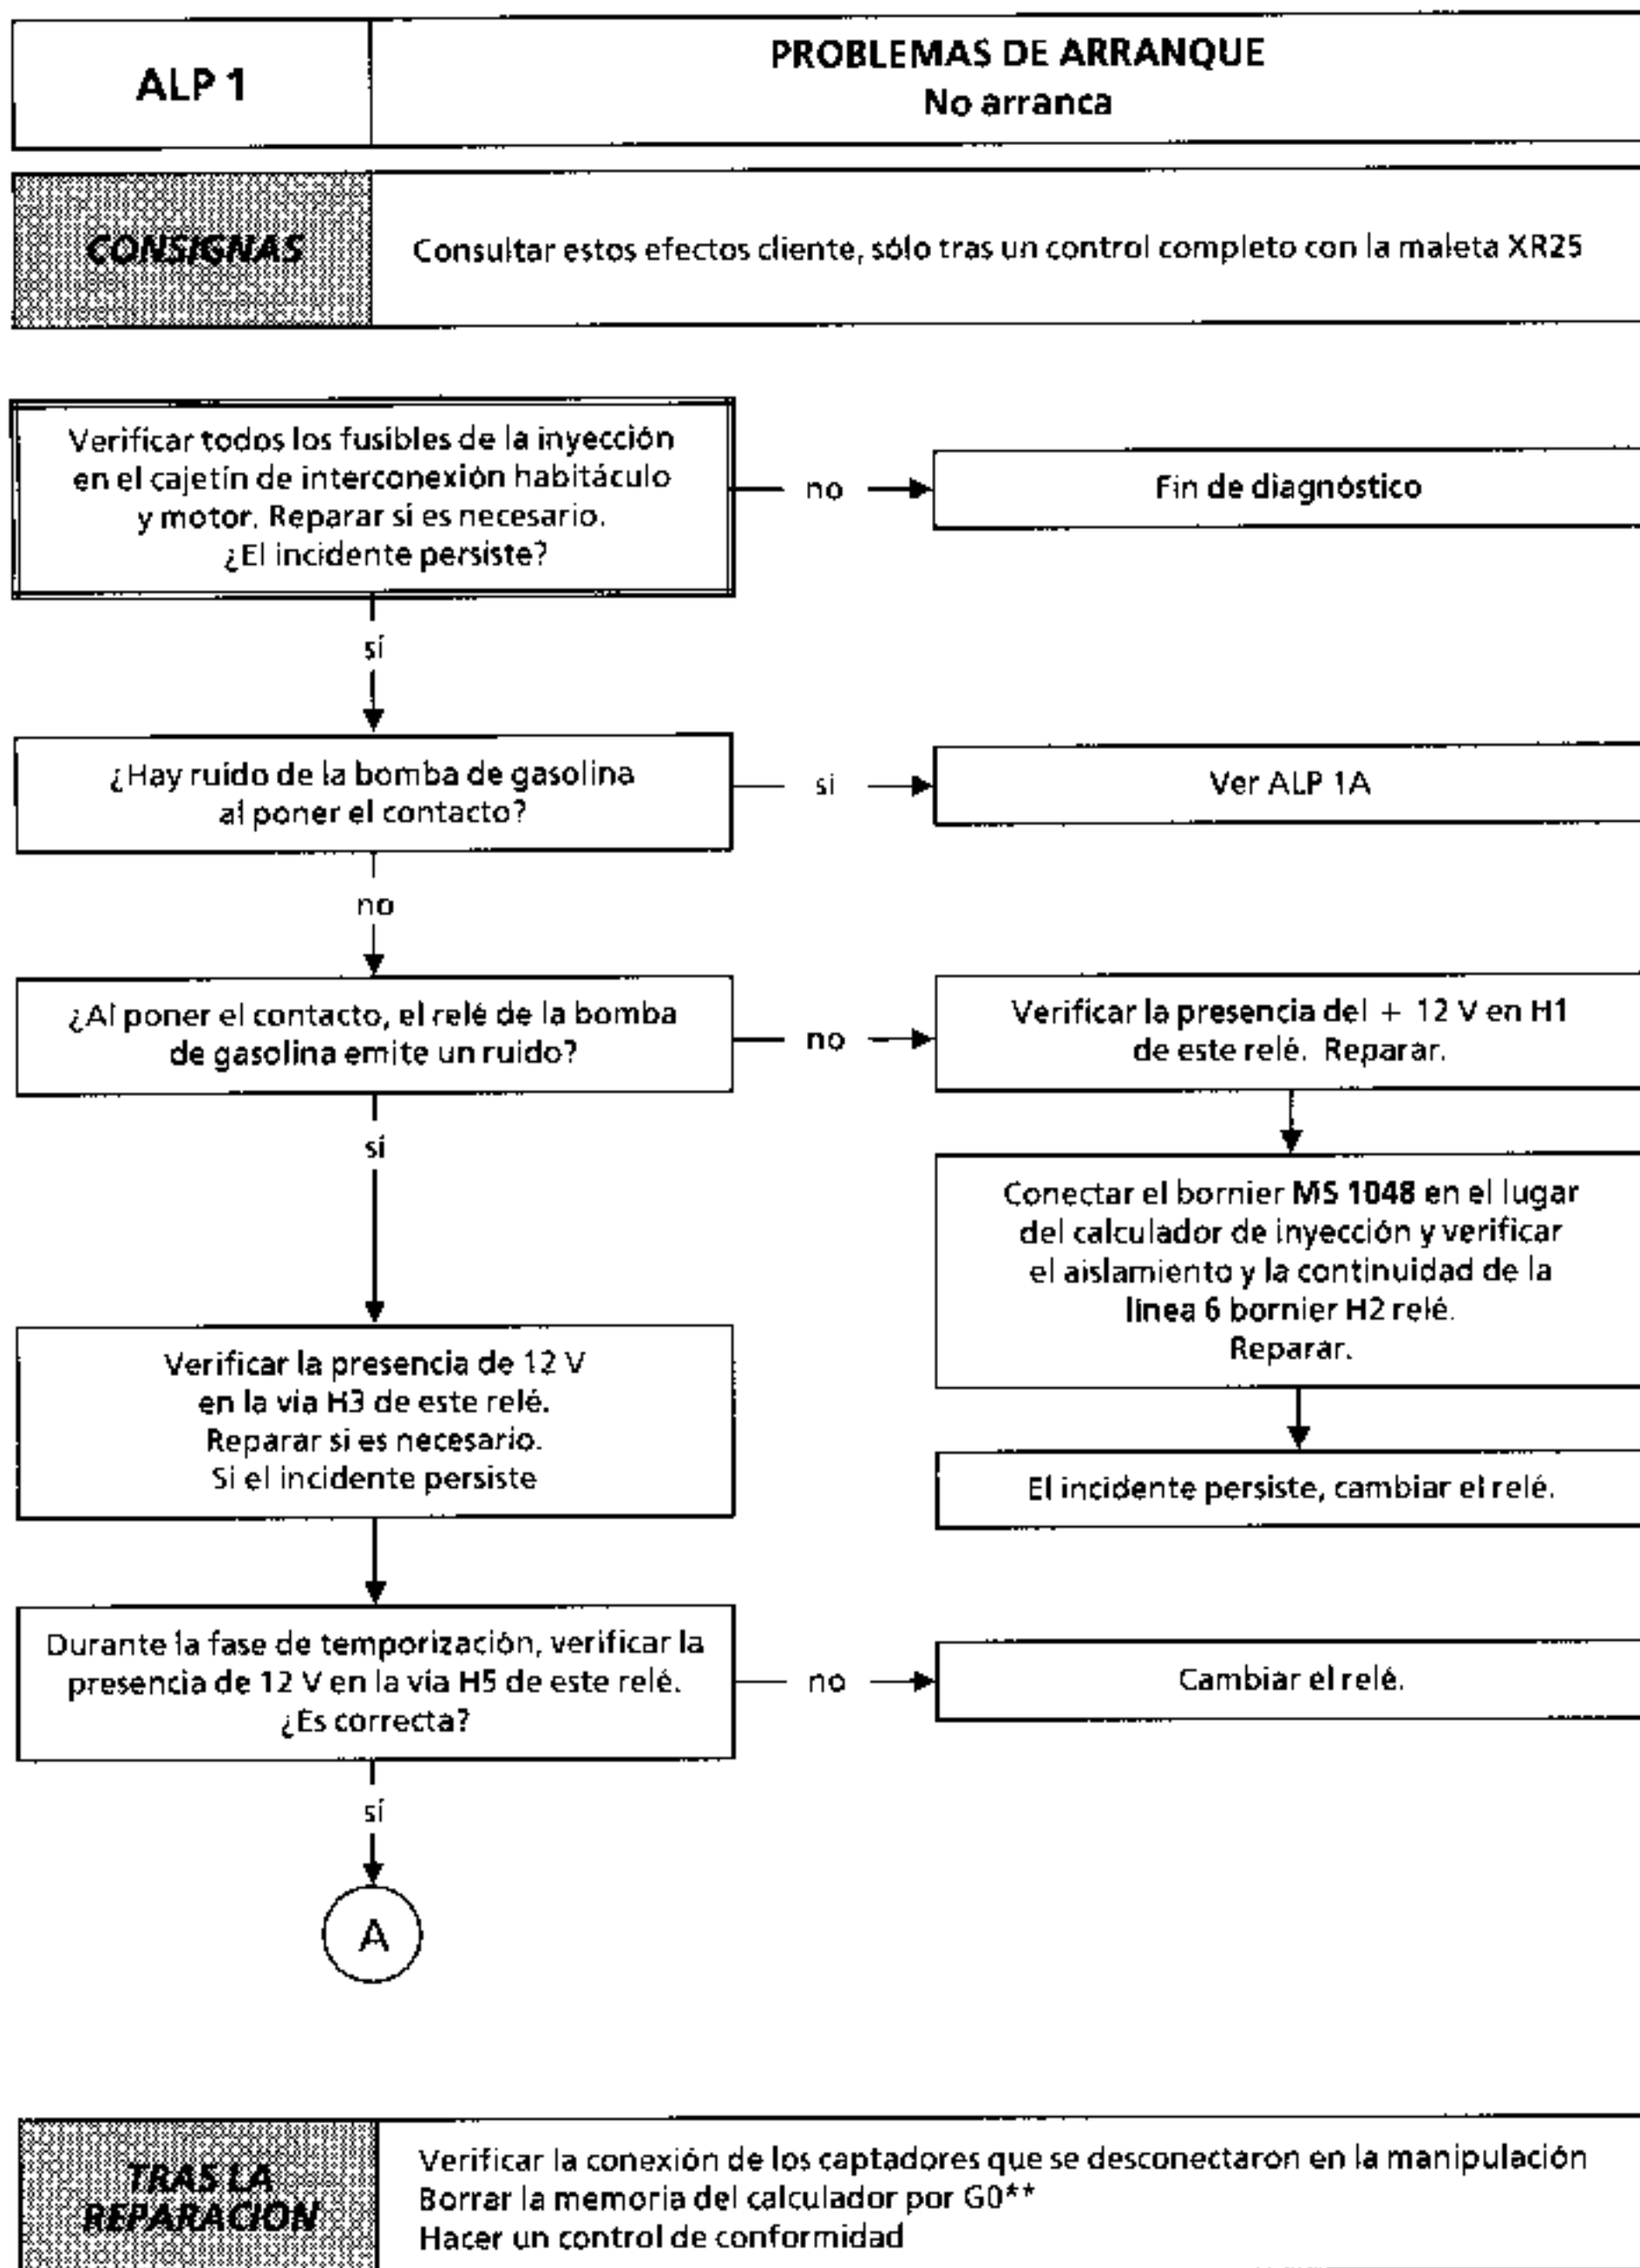 ALP 1
PROBLEMAS DE ARRANQUE
No arranca
CONSIGNAS
Consultar estos efectos cliente, sólo tras un control completo con la maleta XR25
Verificar todos los fusibles de la inyección
en el cajetín de interconexión habitáculo
y motor. Reparar si es necesario.
¿El incidente persiste?
no
Fin de diagnóstico
sí
¿Hay ruido de la bomba de gasolina
al poner el contacto?
sí
Ver ALP 1A
no
¿Al poner el contacto, el relé de la bomba
de gasolina emite un ruido?
no
Verificar la presencia del + 12 V en H1
de este relé. Reparar.
sí
Conectar el bornier MS 1048 en el lugar
del calculador de inyección y verificar
el aislamiento y la continuidad de la
línea 6 bornier H2 relé.
Reparar.
Verificar la presencia de 12 V
en la vía H3 de este relé.
Reparar si es necesario.
Si el incidente persiste
El incidente persiste, cambiar el relé.
Durante la fase de temporización, verificar la
presencia de 12 V en la vía H5 de este relé.
¿Es correcta?
no
Cambiar el relé.
sí
A
TRAS LA
REPARACION
Verificar la conexión de los captadores que se desconectaron en la manipulación
Borrar la memoria del calculador por G0**
Hacer un control de conformidad